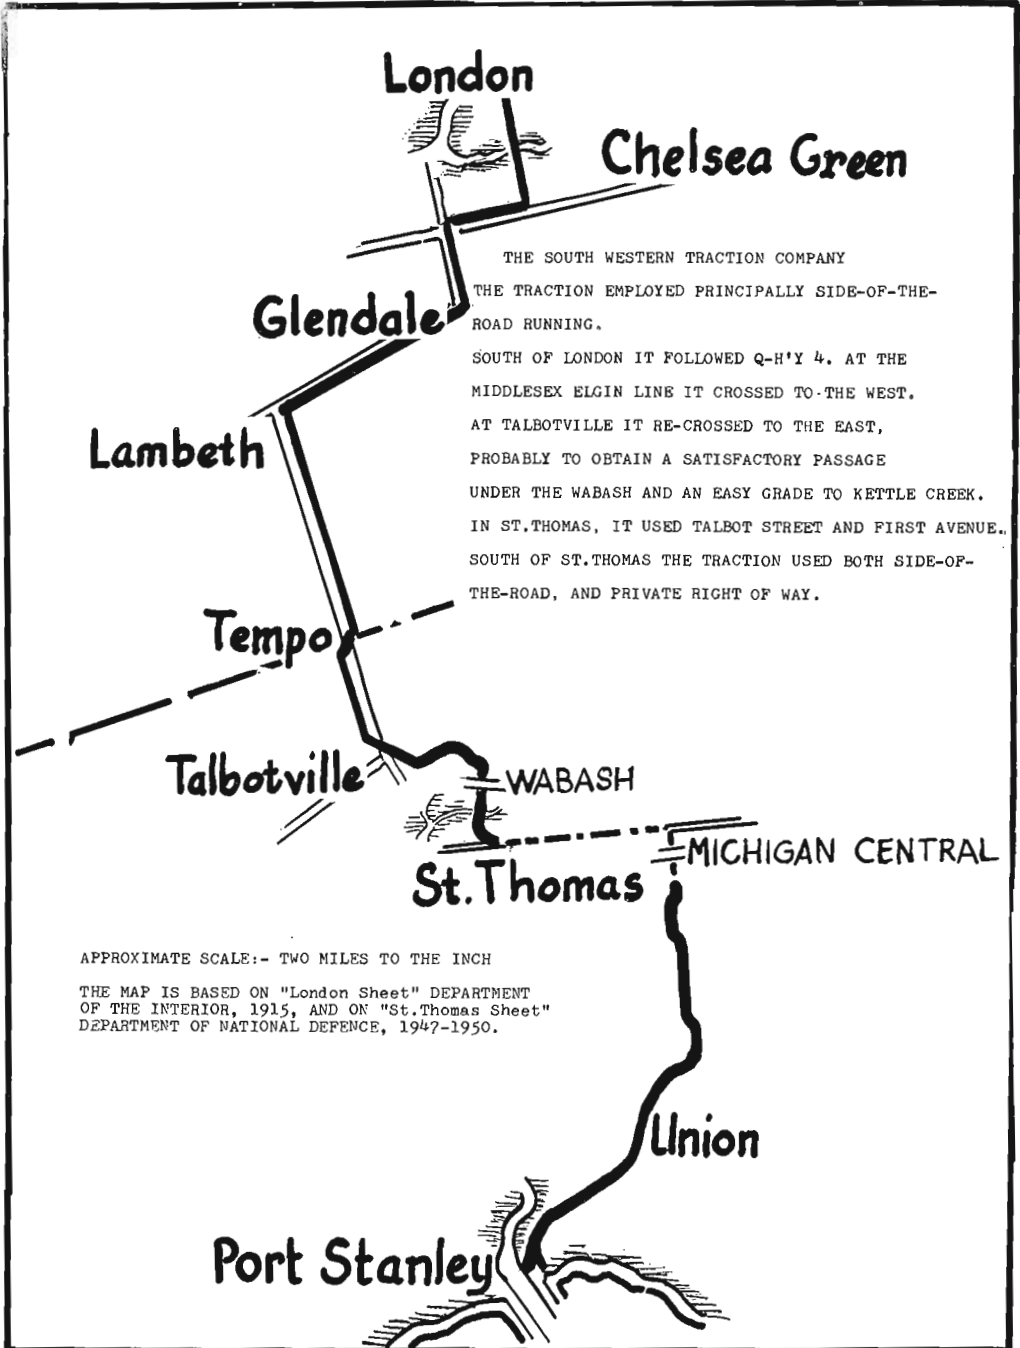 London
Chelsea Green
THE SOUTH WESTERN TRACTION COMPANY
THE TRACTION EMPLOYED PRINCIPALLY SIDE-OF-THE-
ROAD RUNNING.
Glendale
SOUTH OF LONDON IT FOLLOWED Q-H'Y 4. AT THE
MIDDLESEX ELGIN LINE IT CROSSED TO THE WEST.
AT TALBOTVILLE IT RE-CROSSED TO THE EAST,
Lambeth
PROBABLY TO OBTAIN A SATISFACTORY PASSAGE
UNDER THE WABASH AND AN EASY GRADE TO KETTLE CREEK.
IN ST.THOMAS, IT USED TALBOT STREET AND FIRST AVENUE.
SOUTH OF ST.THOMAS THE TRACTION USED BOTH SIDE-OF-
THE-ROAD, AND PRIVATE RIGHT OF WAY.
Tempo
Talbotville
WABASH
MICHIGAN CENTRAL
St. Thomas
APPROXIMATE SCALE:- TWO MILES TO THE INCH
THE MAP IS BASED ON "London Sheet" DEPARTMENT
OF THE INTERIOR, 1915, AND ON "St.Thomas Sheet"
DEPARTMENT OF NATIONAL DEFENCE, 1947-1950.
Union
Port Stanley